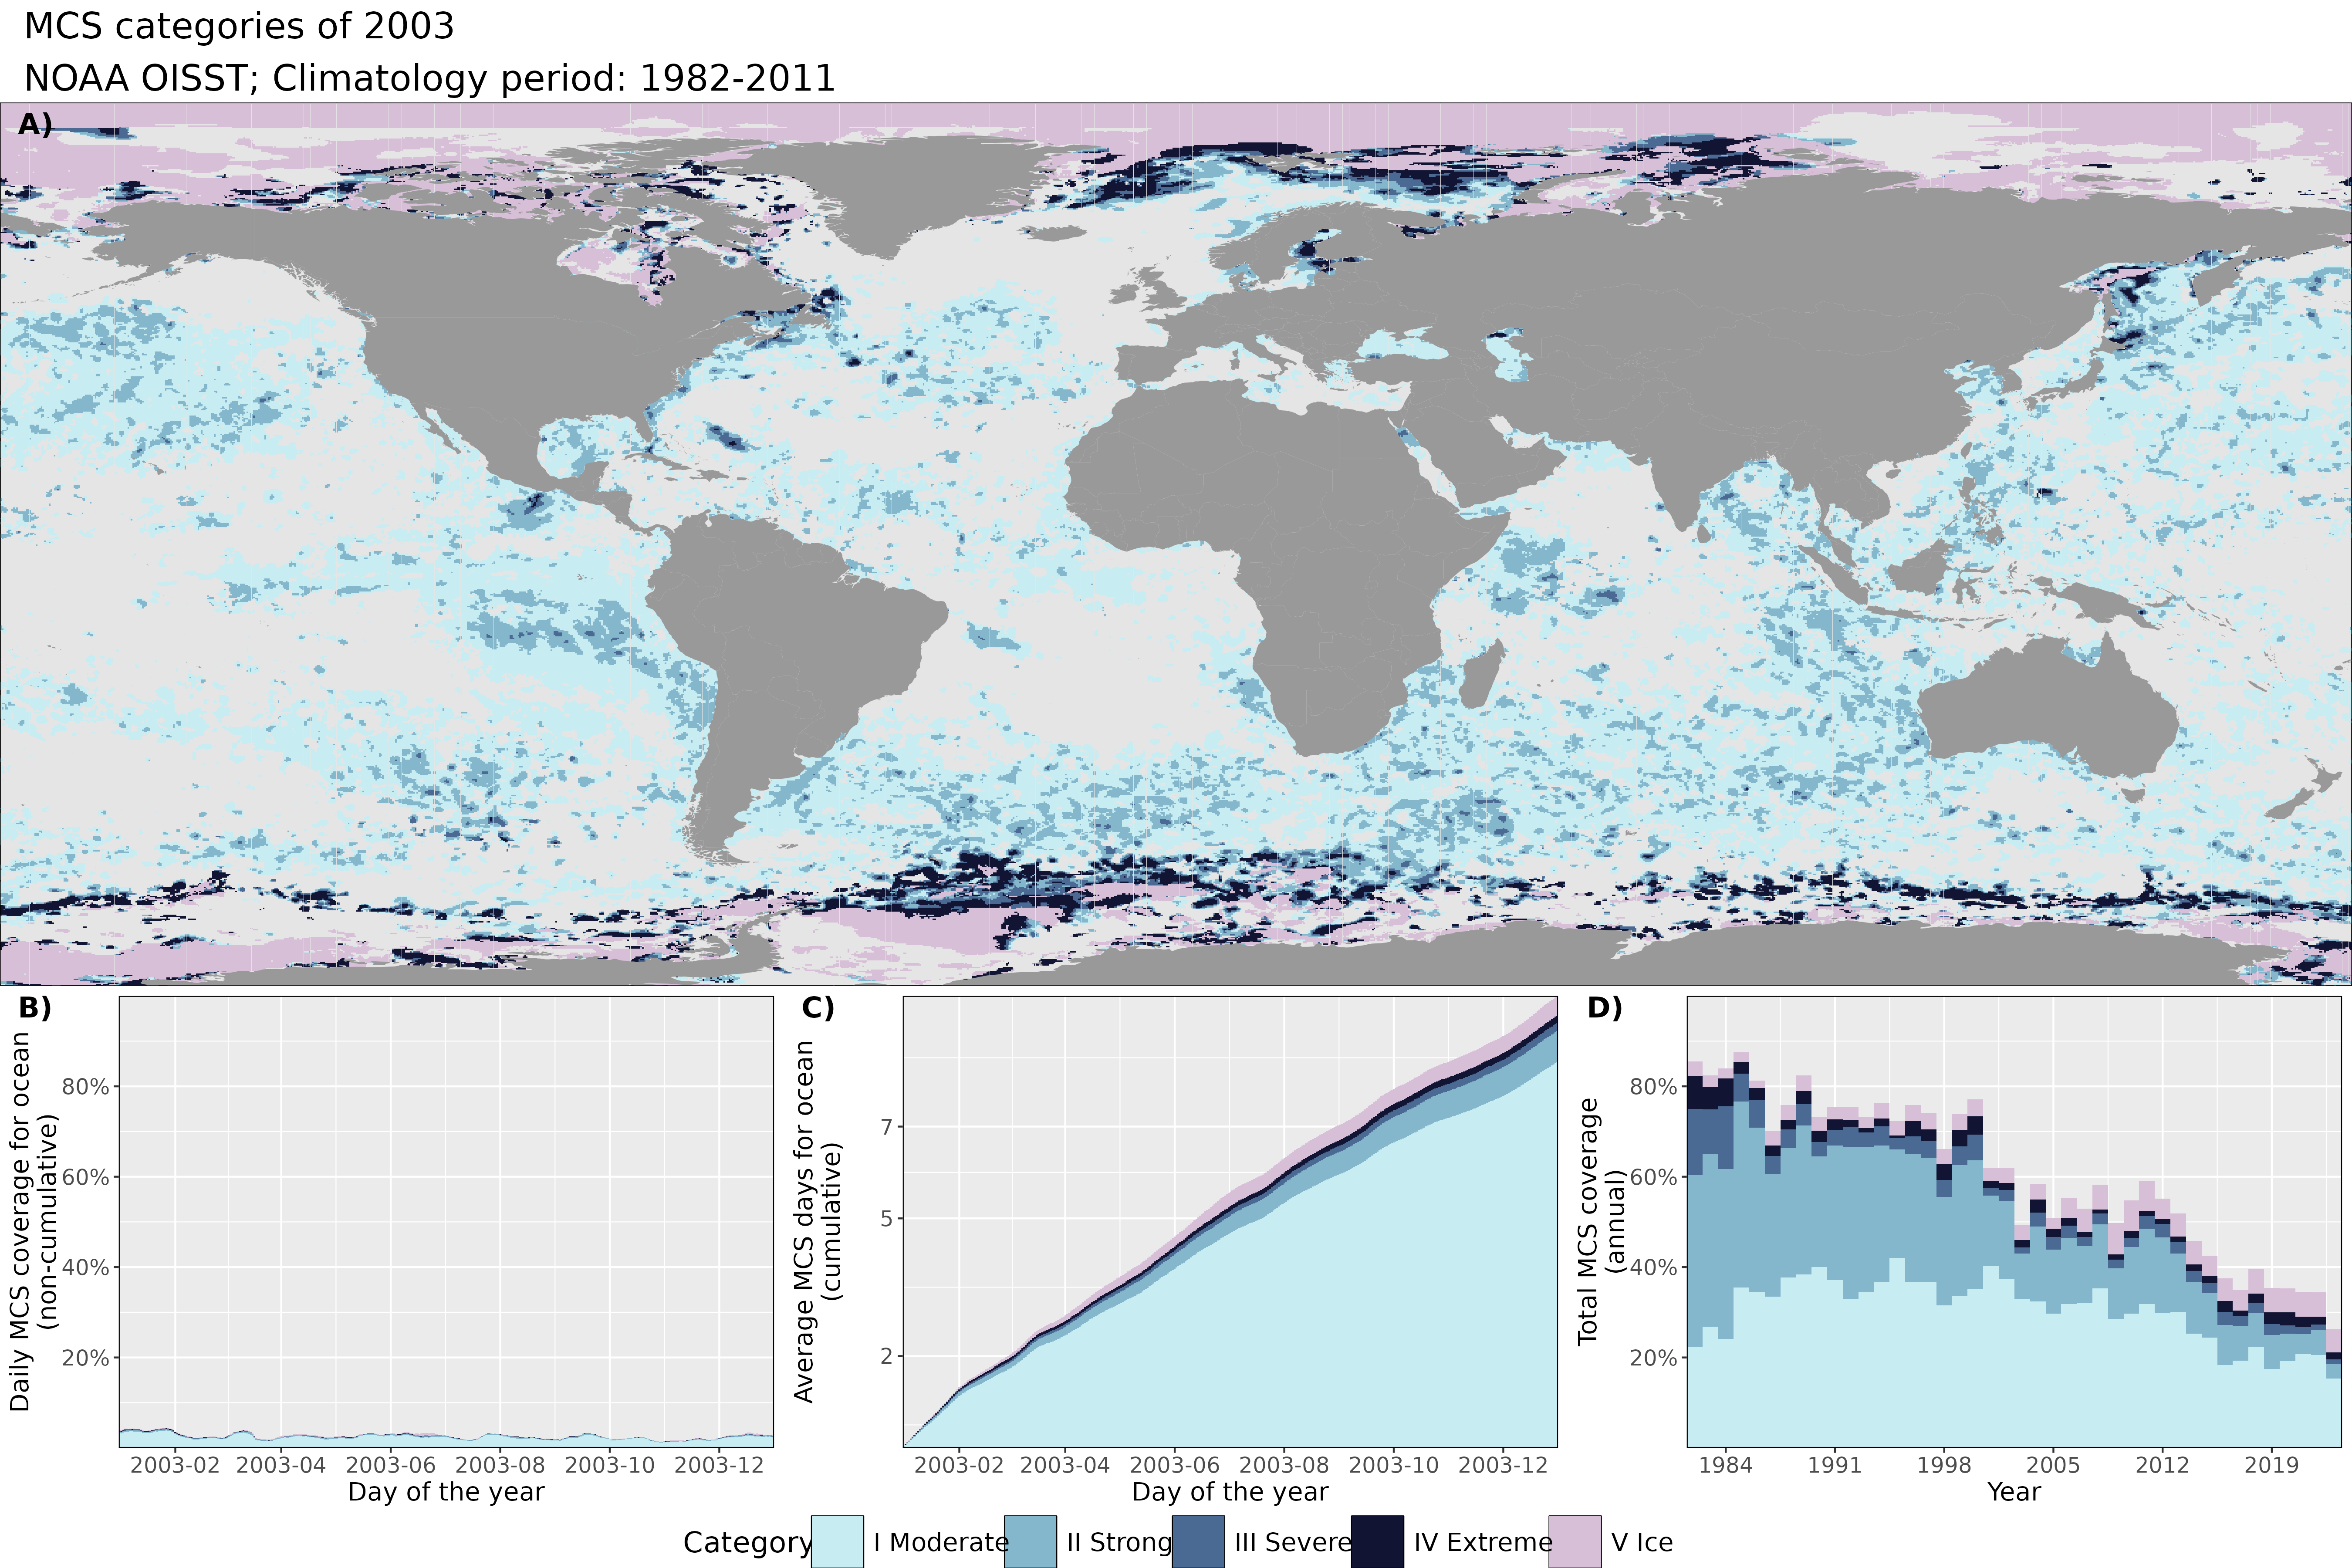 MCS categories of 2003
NOAA OISST; Climatology period: 1982-2011
A)
B)
Daily MCS coverage for ocean
(non-cumulative)
80%
60%
40%
20%
2003-02 2003-04 2003-06 2003-08 2003-10 2003-12
Day of the year
C)
Average MCS days for ocean
(cumulative)
7
5
2
2003-02 2003-04 2003-06 2003-08 2003-10 2003-12
Day of the year
D)
Total MCS coverage
(annual)
80%
60%
40%
20%
1984 1991 1998 2005 2012 2019
Year
Category I Moderate II Strong III Severe IV Extreme V Ice